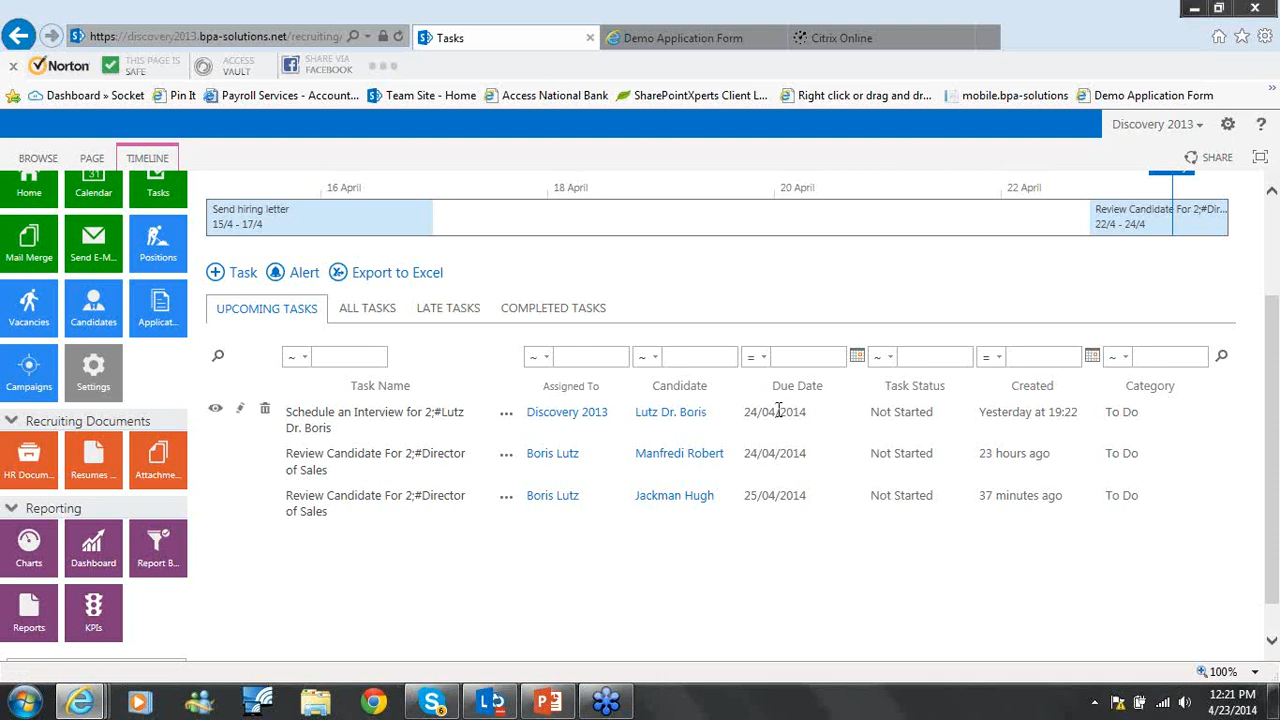 https://discovery2013.bpa-solutions.net/recruiting/
Tasks
Demo Application Form
Citrix Online
Norton
THIS PAGE IS SAFE
ACCESS VAULT
SHARE VIA FACEBOOK
Dashboard » Socket
Pin It
Payroll Services - Account...
Team Site - Home
Access National Bank
SharePointXperts Client L...
Right click or drag and dr...
mobile.bpa-solutions
Demo Application Form
Discovery 2013
BROWSE
PAGE
TIMELINE
SHARE
Home
Calendar
Tasks
Mail Merge
Send E-M...
Positions
Vacancies
Candidates
Applicat...
Campaigns
Settings
Recruiting Documents
HR Docum...
Resumes ...
Attachme...
Reporting
Charts
Dashboard
Report B...
Reports
KPIs
16 April
18 April
20 April
22 April
Send hiring letter
15/4 - 17/4
Review Candidate For 2;#Dir...
22/4 - 24/4
Task
Alert
Export to Excel
UPCOMING TASKS
ALL TASKS
LATE TASKS
COMPLETED TASKS
~ ~ ~ = ~ = ~
Task Name Assigned To Candidate Due Date Task Status Created Category
Schedule an Interview for 2;#Lutz ... Discovery 2013 Lutz Dr. Boris 24/04/2014 Not Started Yesterday at 19:22 To Do
Dr. Boris
Review Candidate For 2;#Director ... Boris Lutz Manfredi Robert 24/04/2014 Not Started 23 hours ago To Do
of Sales
Review Candidate For 2;#Director ... Boris Lutz Jackman Hugh 25/04/2014 Not Started 37 minutes ago To Do
of Sales
100%
12:21 PM
4/23/2014